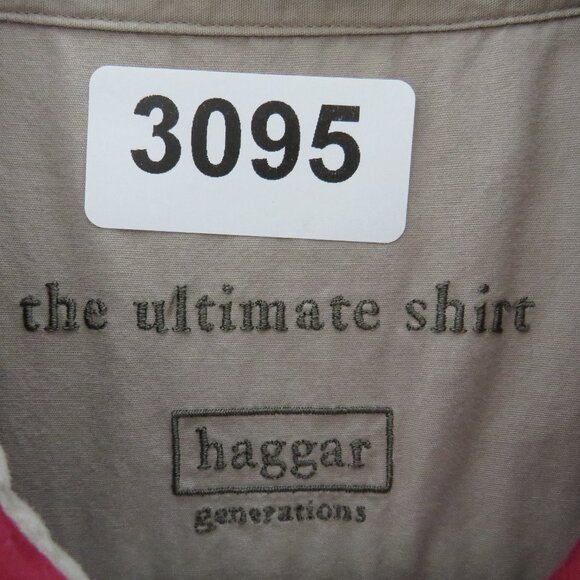 3095
the ultimate shirt
haggar
generations